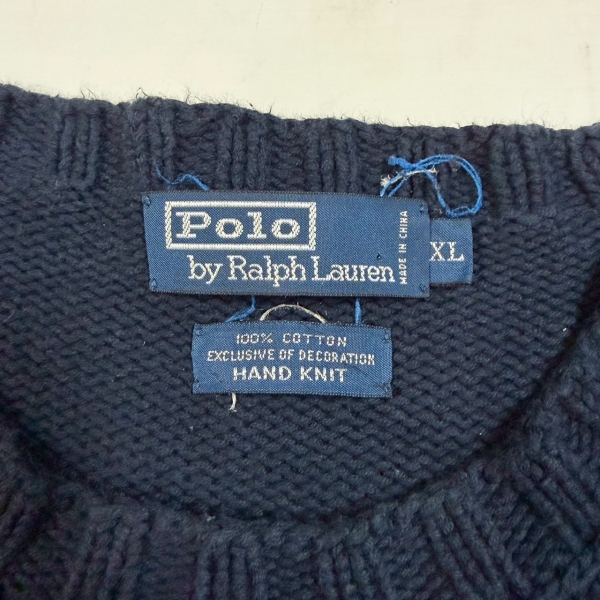 Polo
by Ralph Lauren
MADE IN CHINA
XL
100% COTTON
EXCLUSIVE OF DECORATION
HAND KNIT